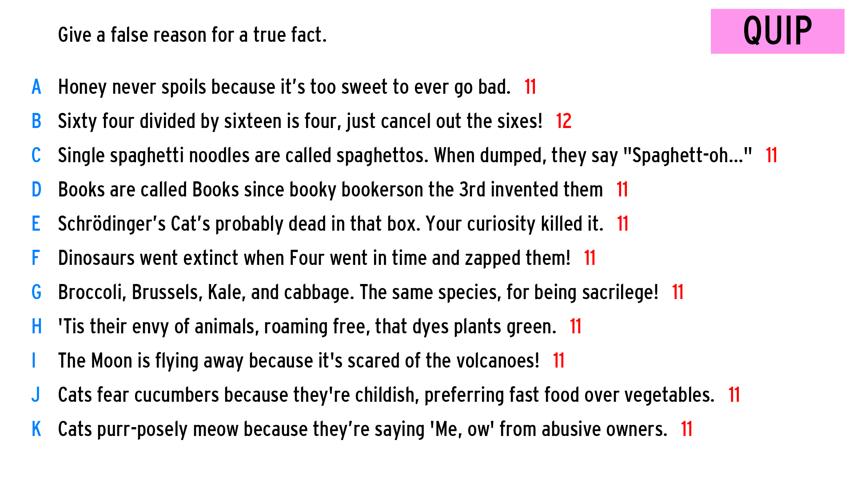 Give a false reason for a true fact.
QUIP
A Honey never spoils because it’s too sweet to ever go bad. 11
B Sixty four divided by sixteen is four, just cancel out the sixes! 12
C Single spaghetti noodles are called spaghettos. When dumped, they say "Spaghett-oh..." 11
D Books are called Books since booky bookerson the 3rd invented them 11
E Schrödinger’s Cat’s probably dead in that box. Your curiosity killed it. 11
F Dinosaurs went extinct when Four went in time and zapped them! 11
G Broccoli, Brussels, Kale, and cabbage. The same species, for being sacrilege! 11
H 'Tis their envy of animals, roaming free, that dyes plants green. 11
I The Moon is flying away because it's scared of the volcanoes! 11
J Cats fear cucumbers because they're childish, preferring fast food over vegetables. 11
K Cats purr-posely meow because they’re saying 'Me, ow' from abusive owners. 11